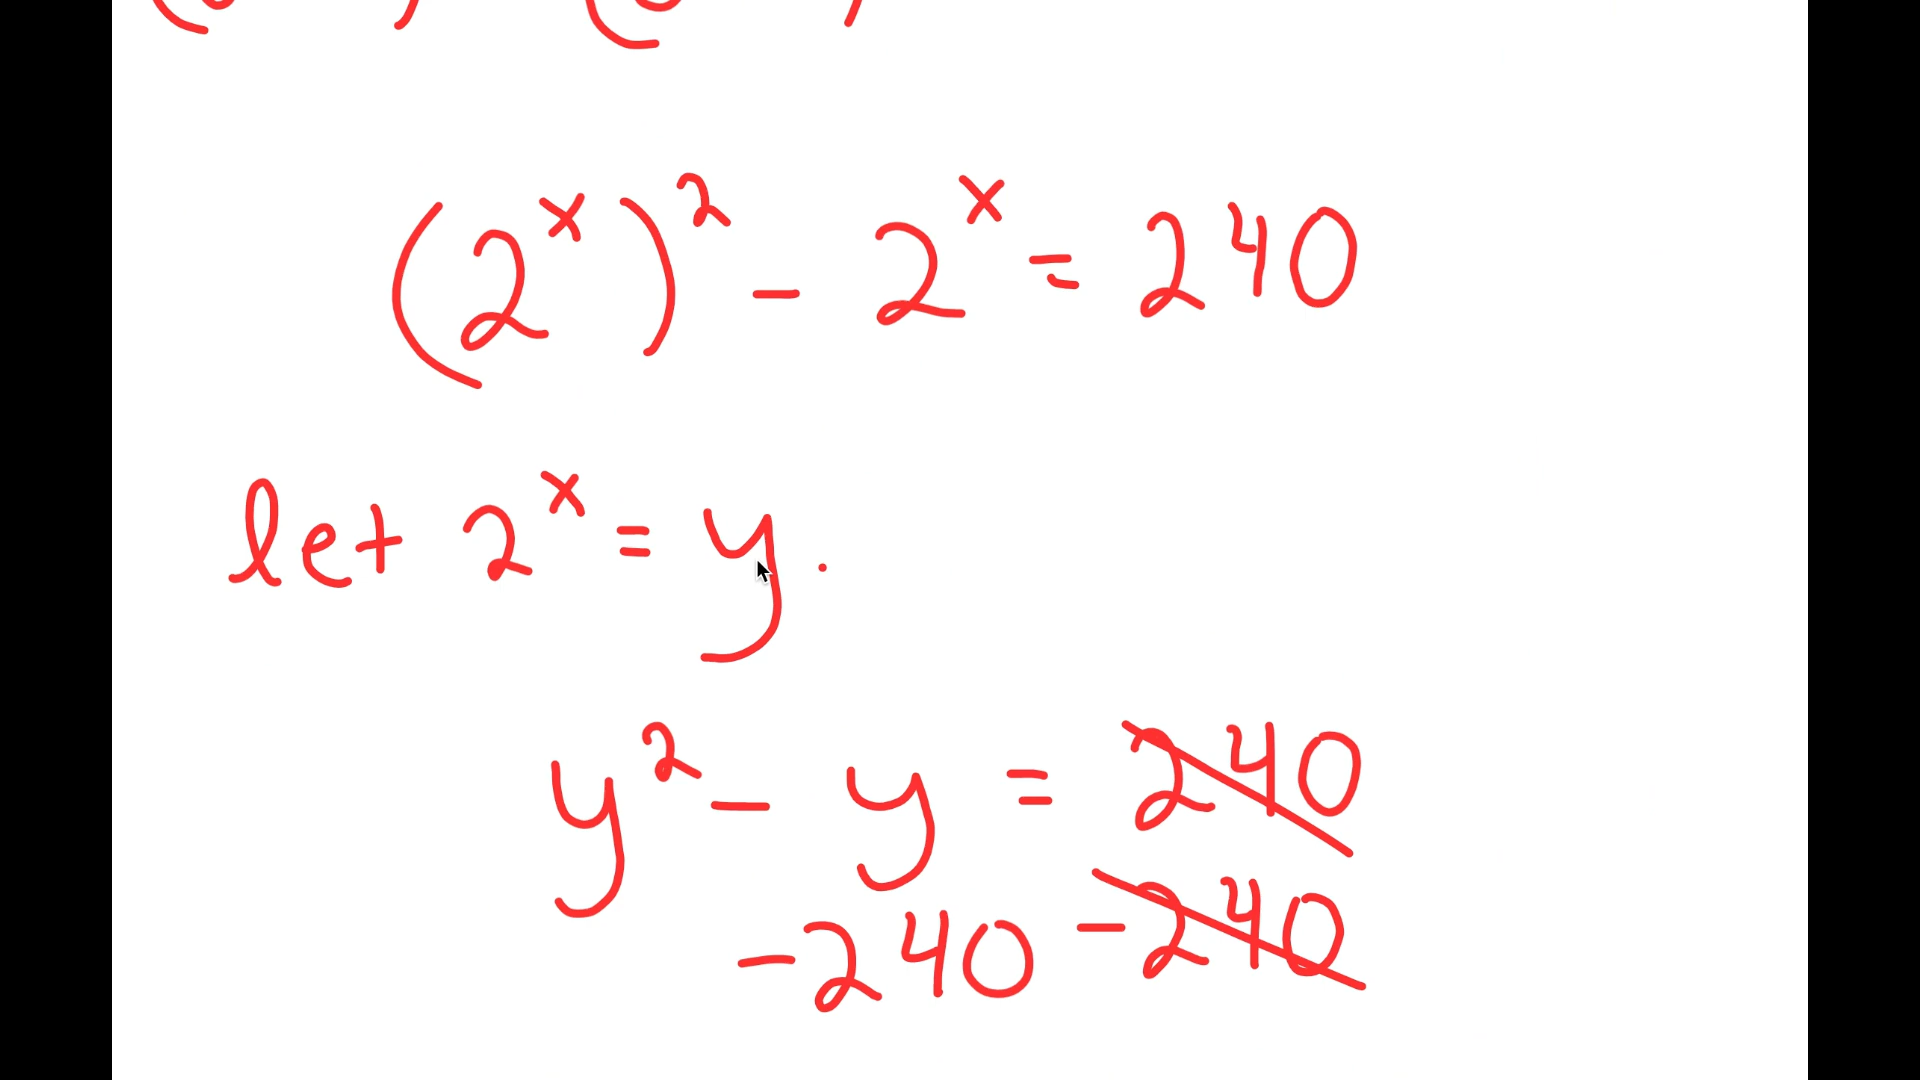 (2^x)^2 - 2^x = 240
let 2^x = y.
y^2 - y = 240
-240 -240